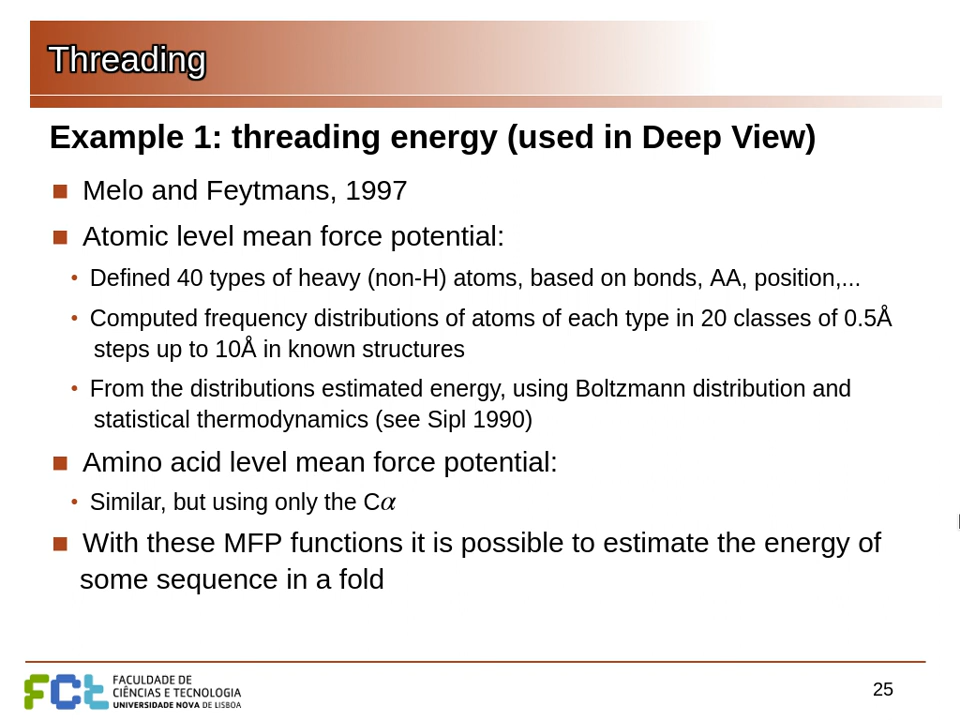 Threading
Example 1: threading energy (used in Deep View)
Melo and Feytmans, 1997
Atomic level mean force potential:
Defined 40 types of heavy (non-H) atoms, based on bonds, AA, position,...
Computed frequency distributions of atoms of each type in 20 classes of 0.5Å
steps up to 10Å in known structures
From the distributions estimated energy, using Boltzmann distribution and
statistical thermodynamics (see Sipl 1990)
Amino acid level mean force potential:
Similar, but using only the Cα
With these MFP functions it is possible to estimate the energy of
some sequence in a fold
FCt
FACULDADE DE
CIÊNCIAS E TECNOLOGIA
UNIVERSIDADE NOVA DE LISBOA
25